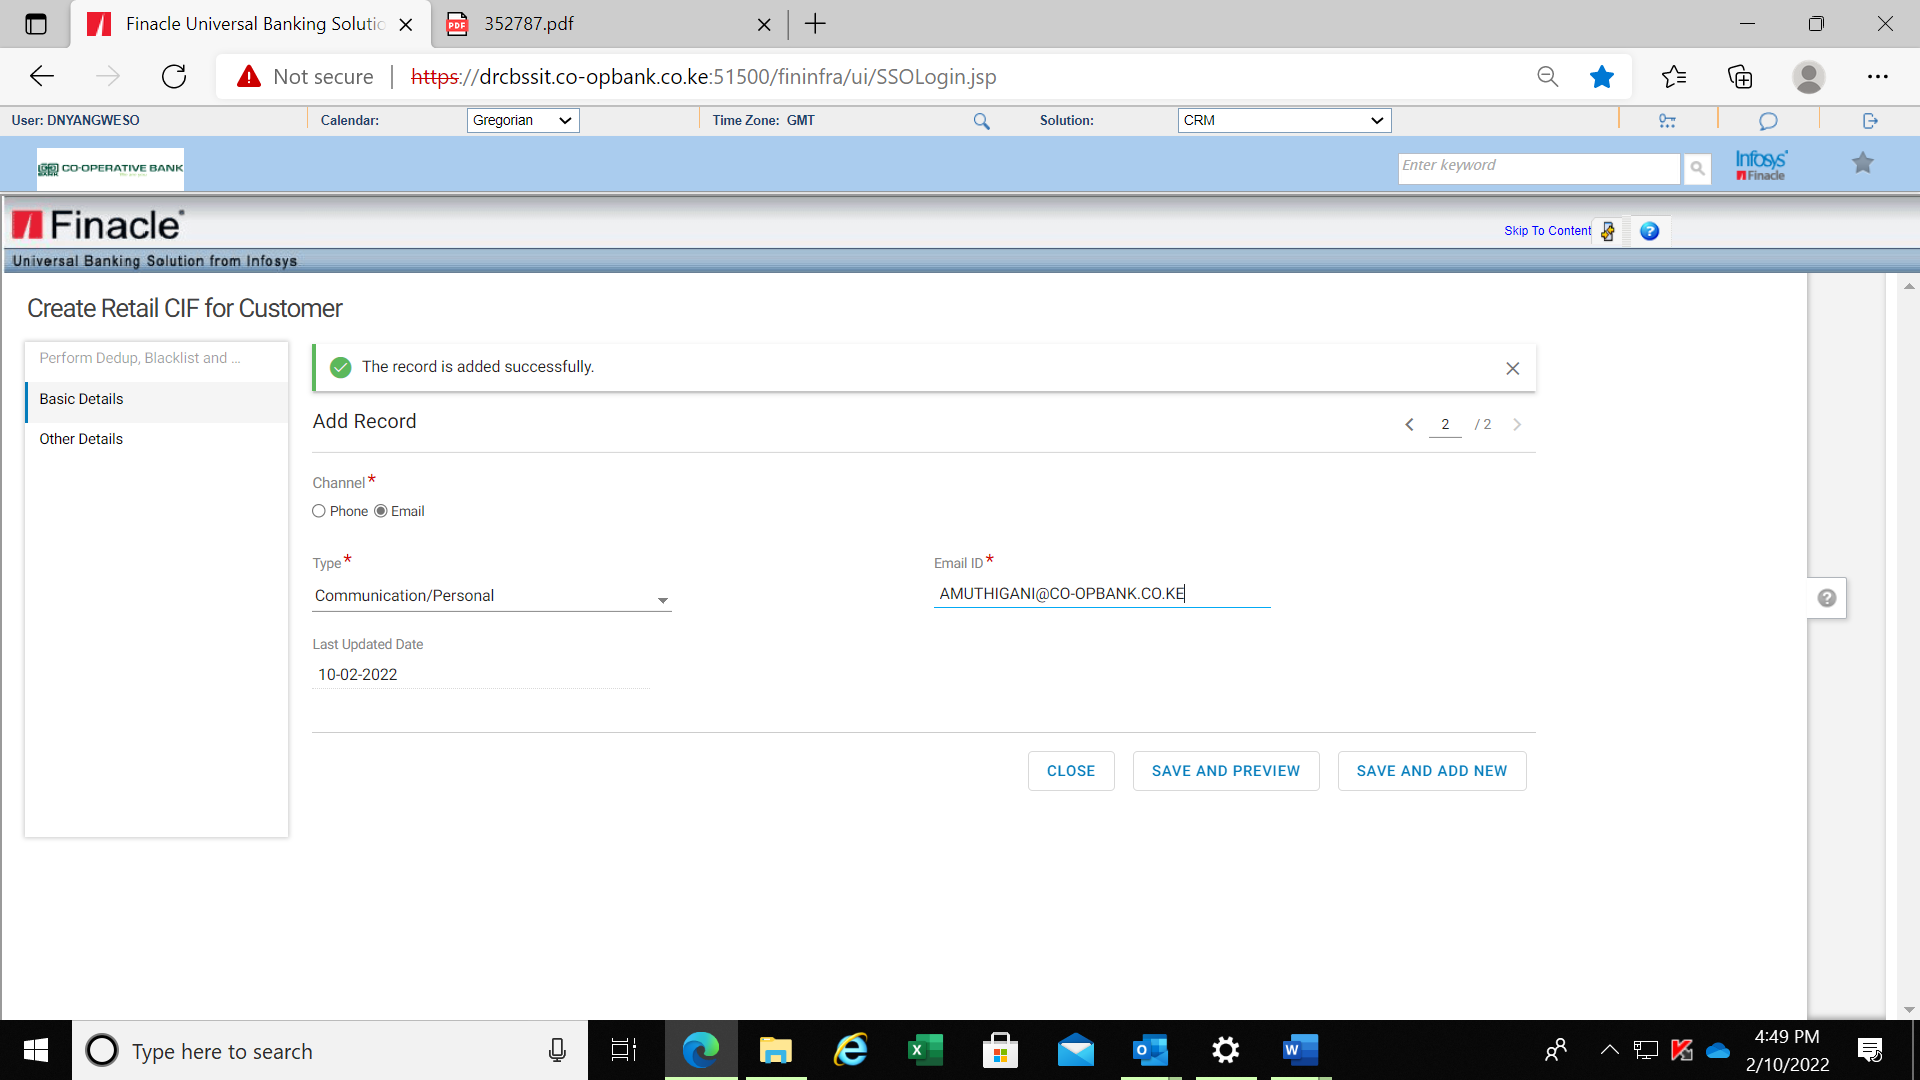 Finacle Universal Banking Solutio
352787.pdf
Not secure
https://drcbssit.co-opbank.co.ke:51500/fininfra/ui/SSOLogin.jsp
User: DNYANGWESO
Calendar:
Gregorian
Time Zone: GMT
Solution:
CRM
CO-OPERATIVE BANK
Enter keyword
Infosys
Finacle
Finacle
Skip To Content
Universal Banking Solution from Infosys
Create Retail CIF for Customer
Perform Dedup, Blacklist and ...
Basic Details
Other Details
The record is added successfully.
Add Record
2 / 2
Channel*
Phone Email
Type*
Communication/Personal
Email ID*
AMUTHIGANI@CO-OPBANK.CO.KE
Last Updated Date
10-02-2022
CLOSE
SAVE AND PREVIEW
SAVE AND ADD NEW
Type here to search
4:49 PM
2/10/2022